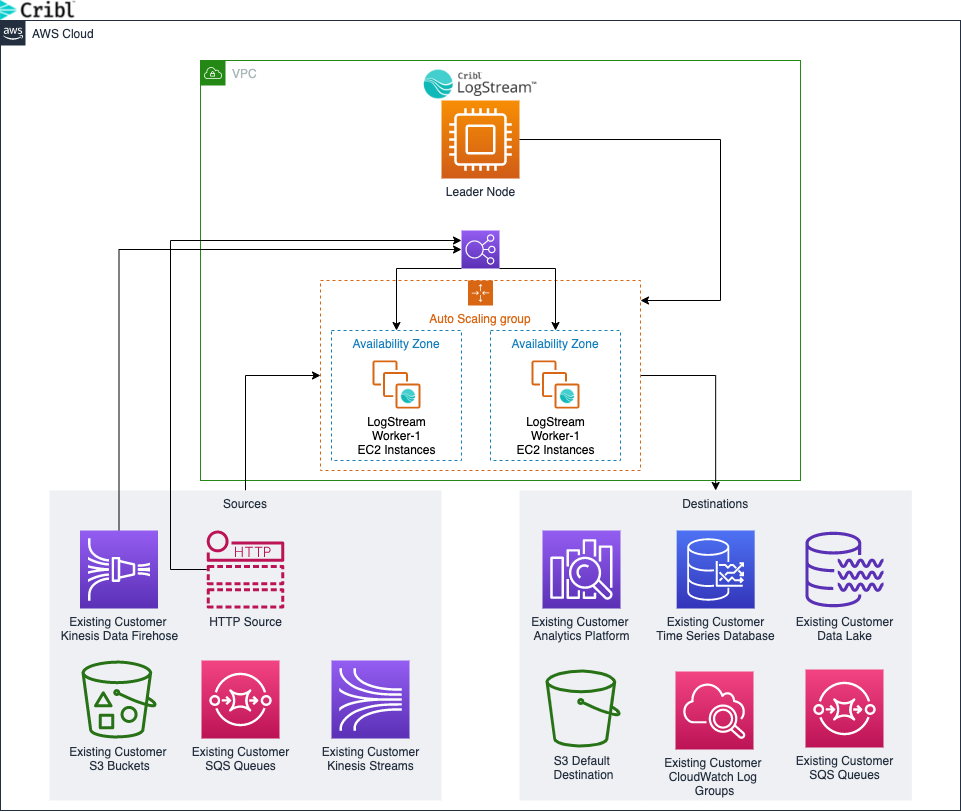 Cribl
aws
AWS Cloud
VPC
Cribl
LogStream™
Leader Node
Auto Scaling group
Availability Zone
Availability Zone
LogStream
Worker-1
EC2 Instances
LogStream
Worker-1
EC2 Instances
Sources
HTTP
Existing Customer
Kinesis Data Firehose
HTTP Source
Existing Customer
S3 Buckets
Existing Customer
SQS Queues
Existing Customer
Kinesis Streams
Destinations
Existing Customer
Analytics Platform
Existing Customer
Time Series Database
Existing Customer
Data Lake
S3 Default
Destination
Existing Customer
CloudWatch Log
Groups
Existing Customer
SQS Queues